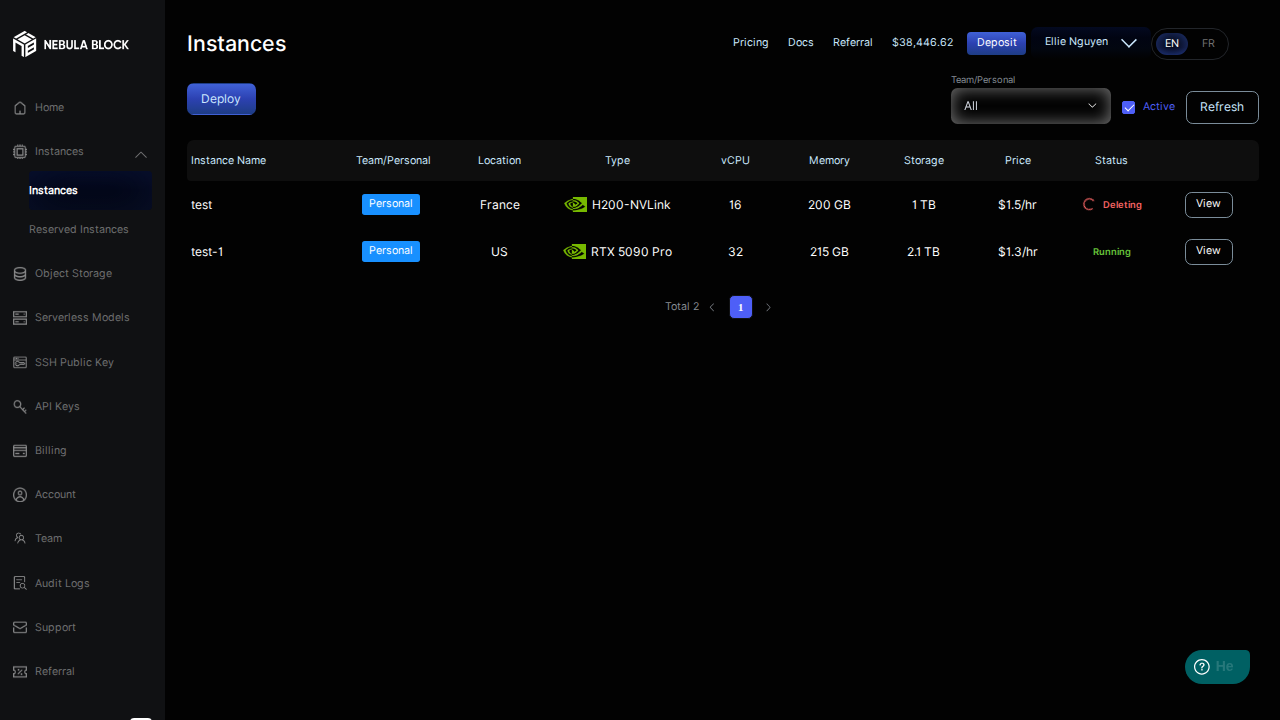 NEBULA BLOCK
Home
Instances
Instances
Reserved Instances
Object Storage
Serverless Models
SSH Public Key
API Keys
Billing
Account
Team
Audit Logs
Support
Referral
Instances
Pricing Docs Referral $38,446.62 Deposit Ellie Nguyen EN FR
Deploy
Team/Personal
All
Active
Refresh
Instance Name Team/Personal Location Type vCPU Memory Storage Price Status
test Personal France H200-NVLink 16 200 GB 1 TB $1.5/hr Deleting View
test-1 Personal US RTX 5090 Pro 32 215 GB 2.1 TB $1.3/hr Running View
Total 2 1
He